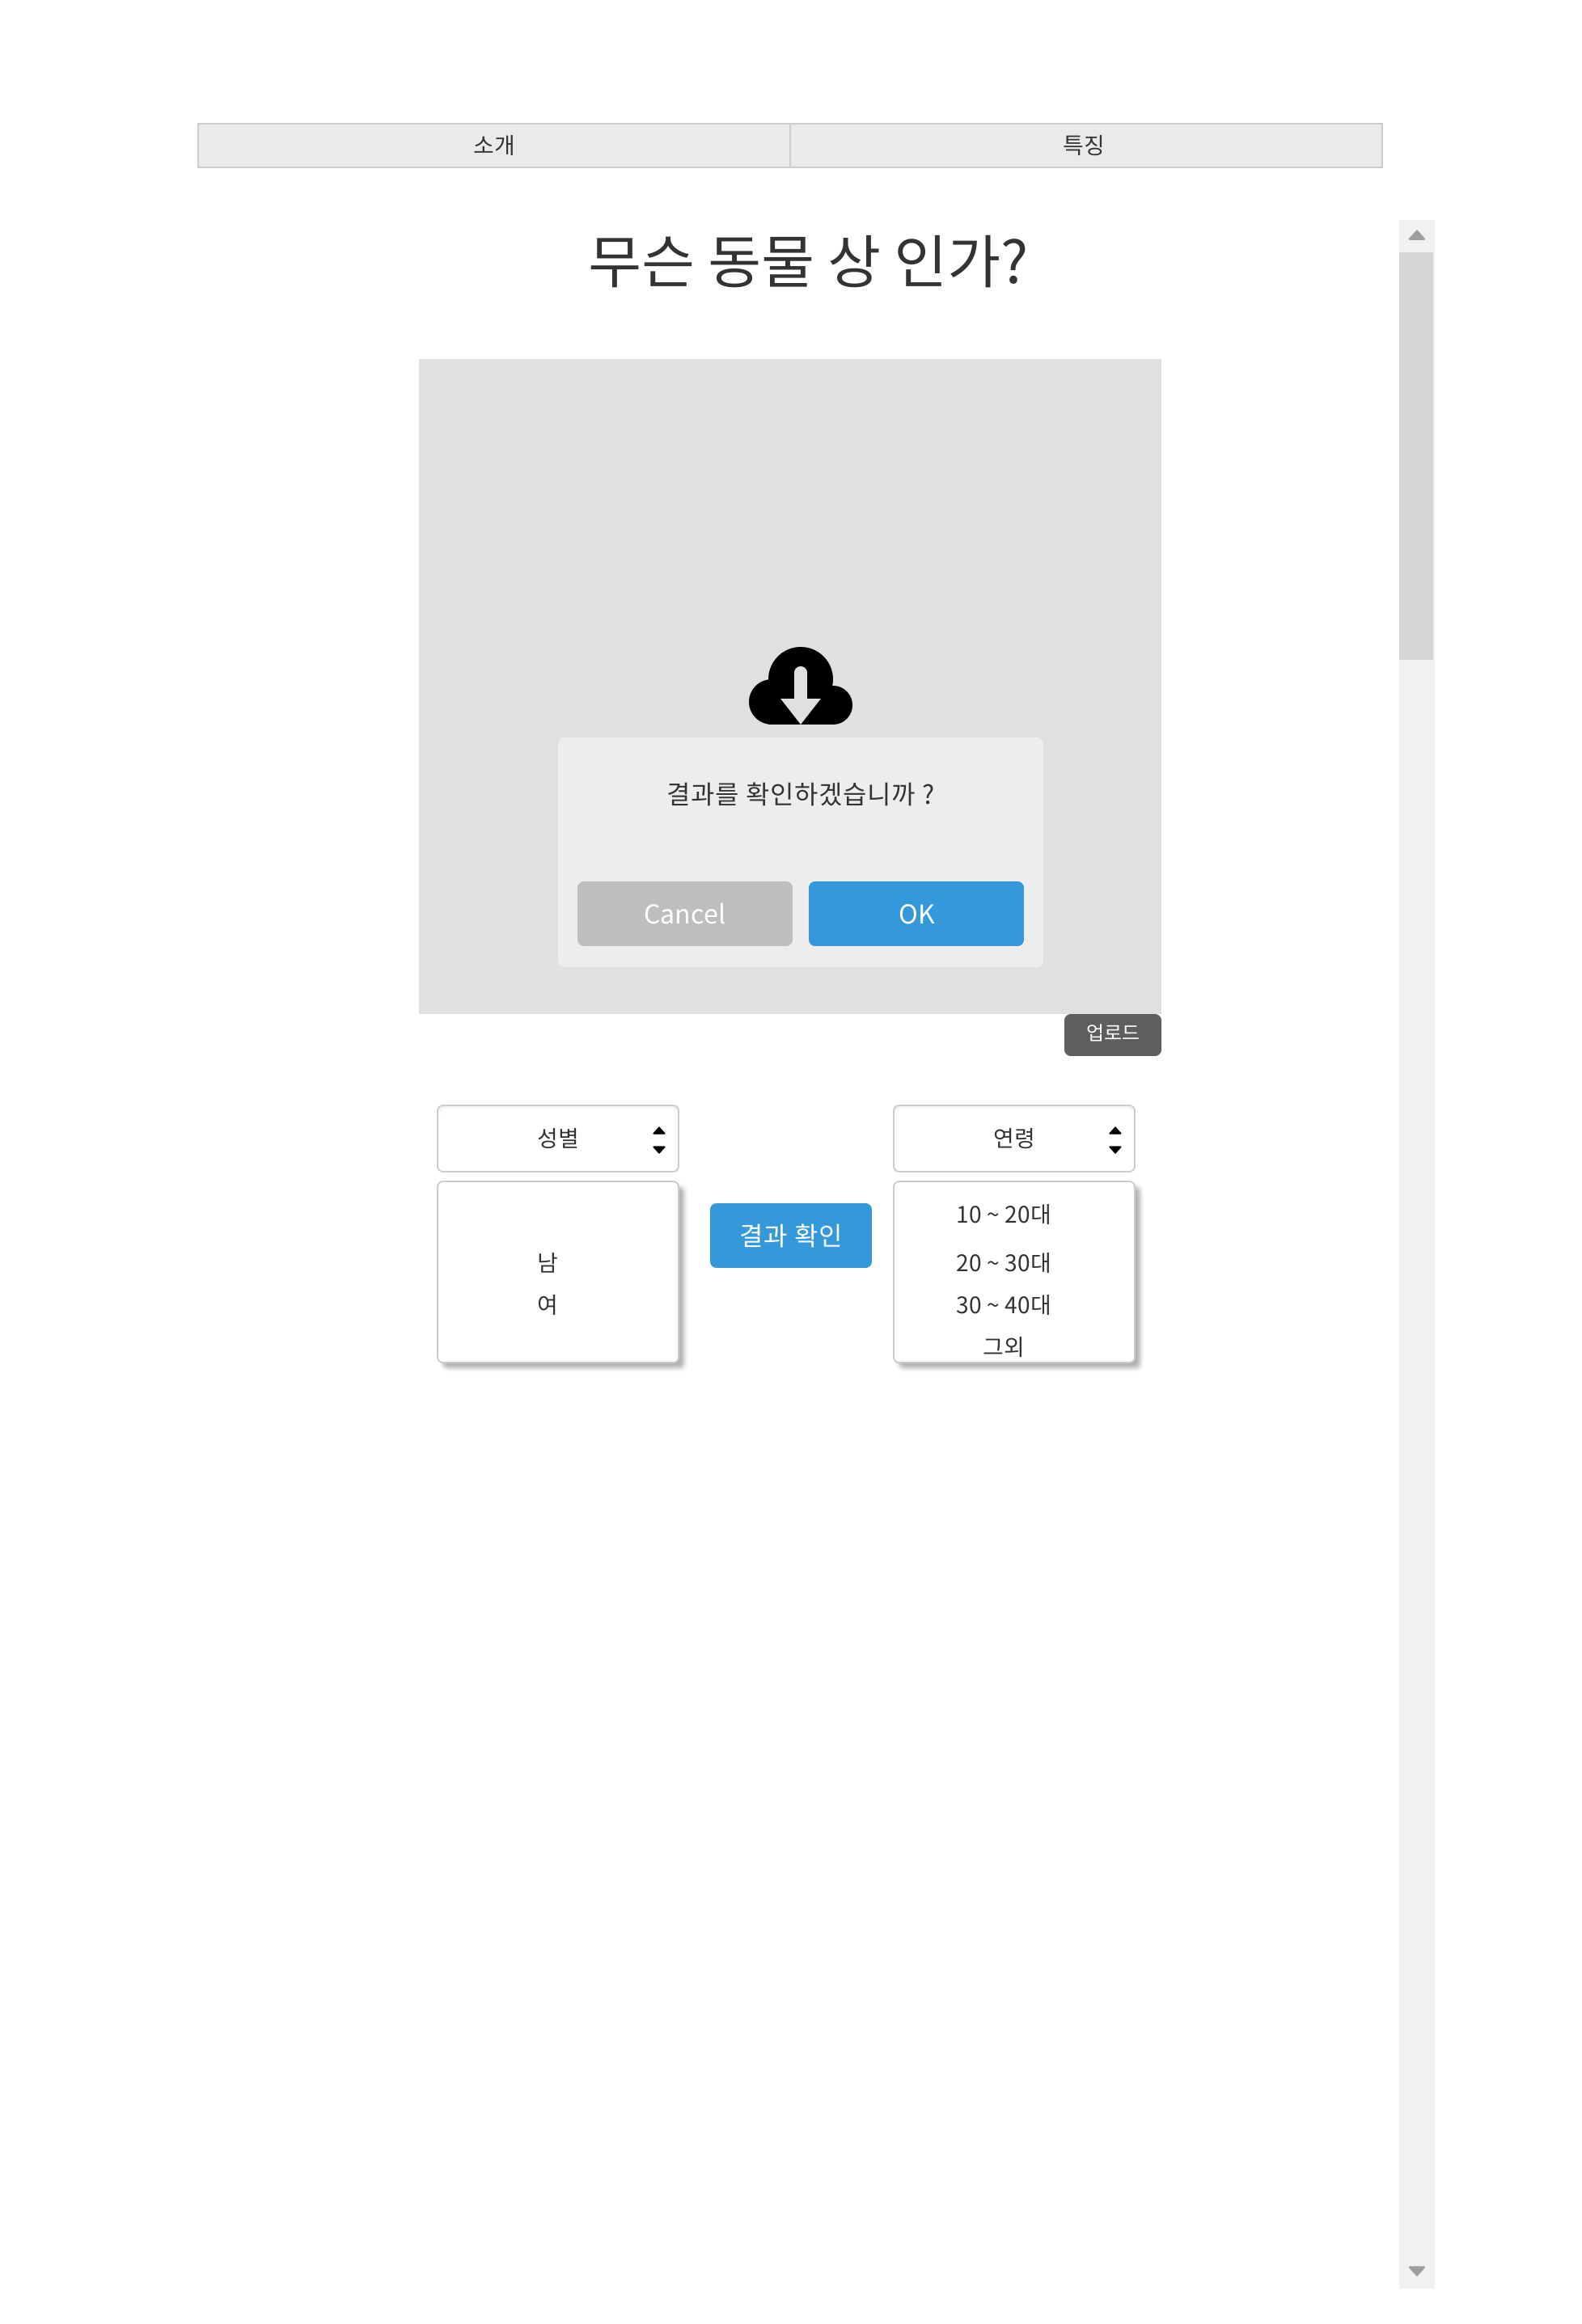 소개
특징
무슨 동물 상 인가?
결과를 확인하겠습니까 ?
Cancel
OK
업로드
성별
연령
남
여
결과 확인
10 ~ 20대
20 ~ 30대
30 ~ 40대
그외